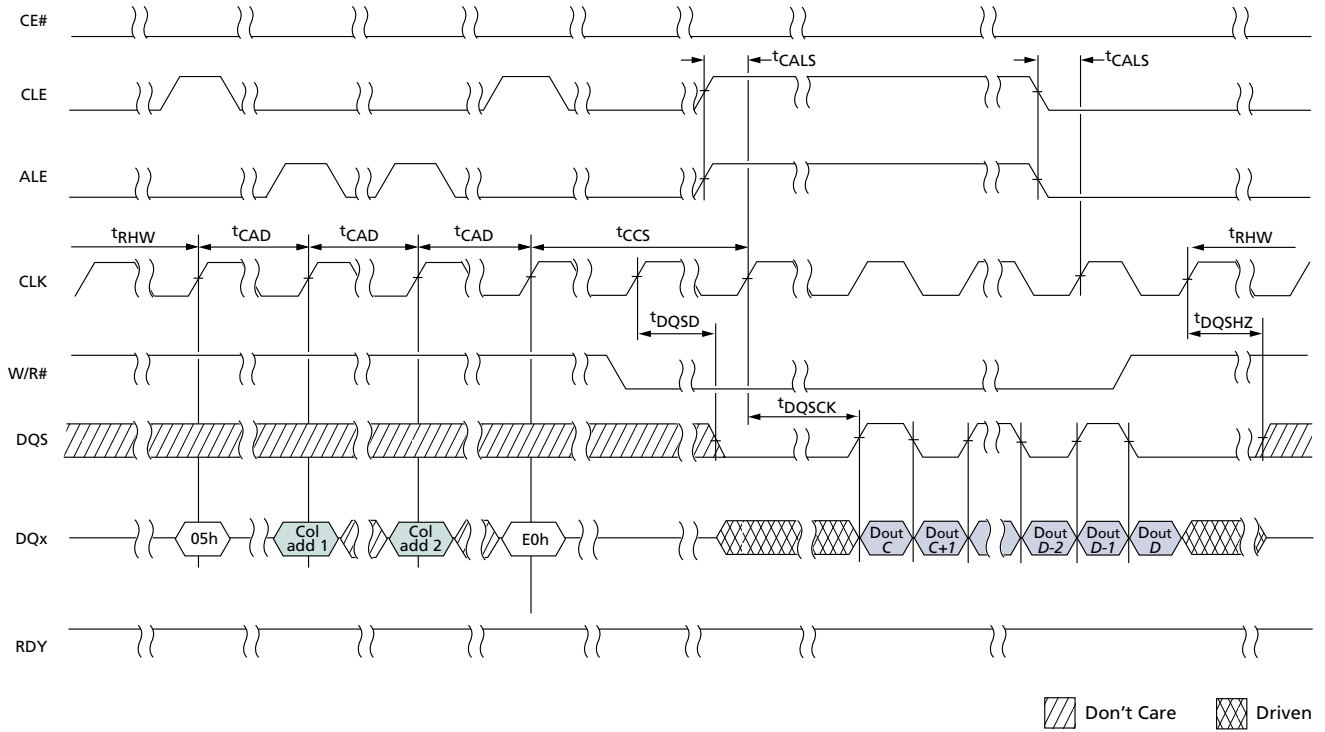 CE#
tCALS
tCALS
CLE
ALE
tRHW
tCAD
tCAD
tCAD
tCCS
tRHW
CLK
tDQSD
tDQSHZ
W/R#
tDQSCK
DQS
DQx
05h
Col
add 1
Col
add 2
E0h
Dout
C
Dout
C+1
Dout
D-2
Dout
D-1
Dout
D
RDY
Don't Care
Driven